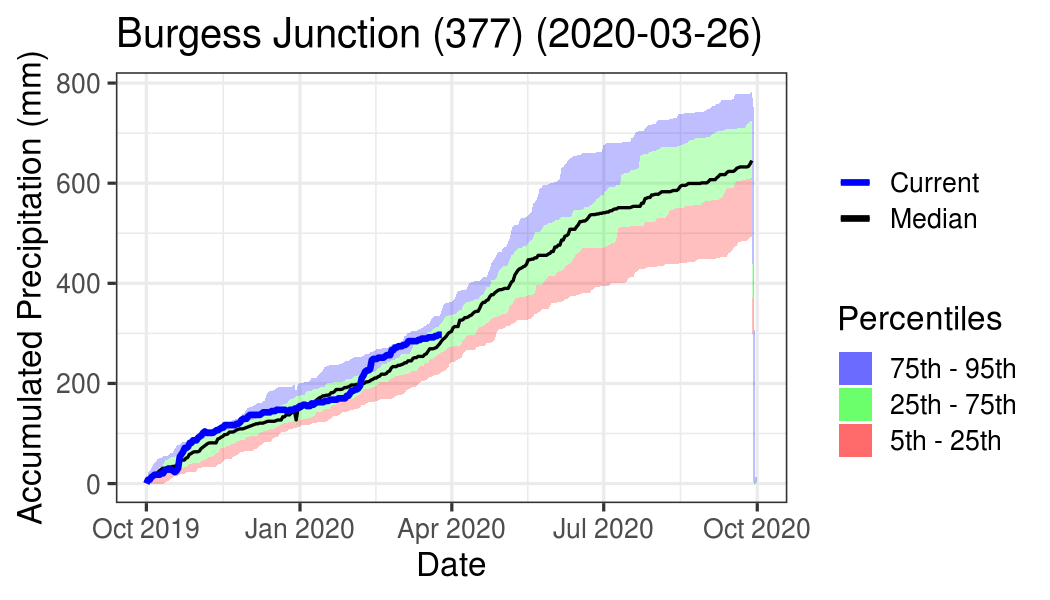 Burgess Junction (377) (2020-03-26)
Accumulated Precipitation (mm)
800
600
400
200
0
Oct 2019
Jan 2020
Apr 2020
Jul 2020
Oct 2020
Date
Current
Median
Percentiles
75th - 95th
25th - 75th
5th - 25th